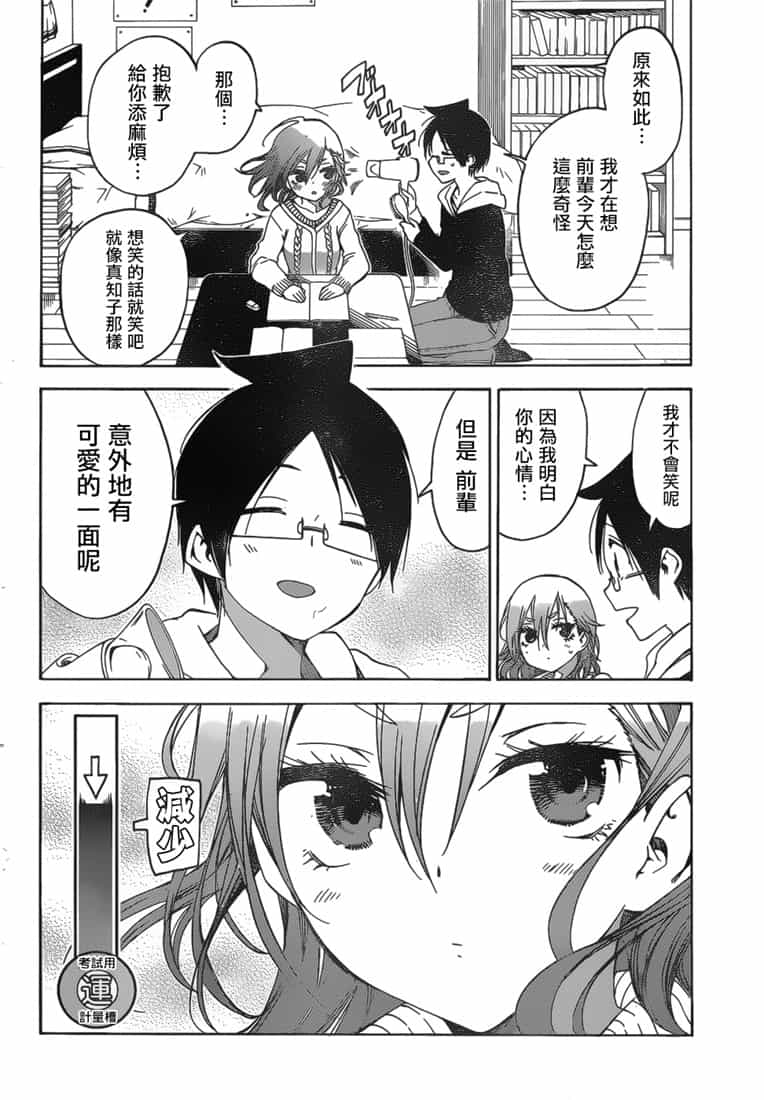 原來如此…
我才在想
前輩今天怎麼
這麼奇怪
那個…
抱歉了
給你添麻煩…
想笑的話就笑吧
就像真知子那樣
我才不會笑呢
因為我明白
你的心情…
但是 前輩
意外地有
可愛的一面呢
減少
考試用
運
計量槽